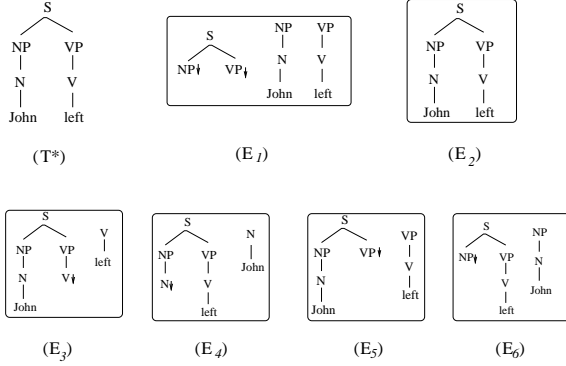 S
NP VP
N V
John left
(T*)
S
NP↓ VP↓
NP VP
N V
John left
(E1)
S
NP VP
N V
John left
(E2)
S
NP VP
N V↓
John
V
left
(E3)
S
NP VP
N↓ V
left
N
John
(E4)
S
NP VP↓
N
John
VP
V
left
(E5)
S
NP↓ VP
V
left
NP
N
John
(E6)